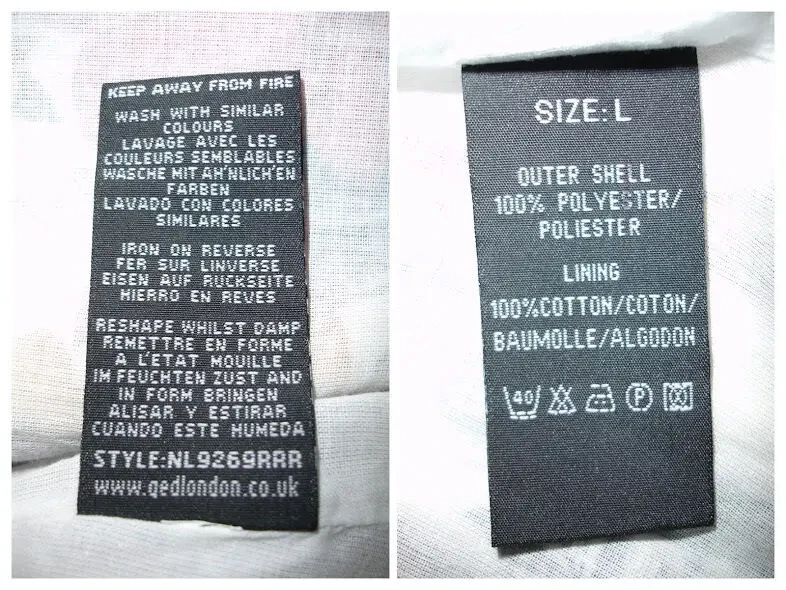 KEEP AWAY FROM FIRE
WASH WITH SIMILAR
COLOURS
LAVAGE AVEC LES
COULEURS SEMBLABLES
WASCHE MIT AH'NLICH'EN
FARBEN
LAVADO CON COLORES
SIMILARES
IRON ON REVERSE
FER SUR LINVERSE
EISEN AUF RUCKSEITE
HIERRO EN REVES
RESHAPE WHILST DAMP
REMETTRE EN FORME
A L'ETAT MOUILLE
IM FEUCHTEN ZUST AND
IN FORM BRINGEN
ALISAR Y ESTIRAR
CUANDO ESTE HUMEDA
STYLE:NL9269RRR
www.qedlondon.co.uk
SIZE: L
OUTER SHELL
100% POLYESTER/
POLIESTER
LINING
100%COTTON/COTON/
BAUMOLLE/ALGODON
40 P